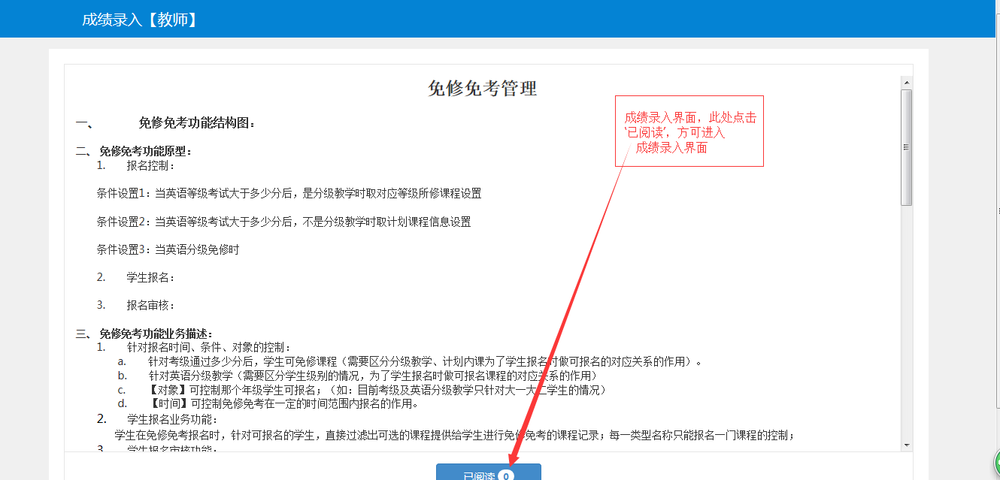 成绩录入【教师】
免修免考管理
一、 免修免考功能结构图：
二、 免修免考功能原型：
1. 报名控制：
条件设置1：当英语等级考试大于多少分后，是分级教学时取对应等级所修课程设置
条件设置2：当英语等级考试大于多少分后，不是分级教学时取计划课程信息设置
条件设置3：当英语分级免修时
2. 学生报名：
3. 报名审核：
三、 免修免考功能业务描述：
1. 针对报名时间、条件、对象的控制：
a. 针对考级通过多少分后，学生可免修课程（需要区分分级教学、计划内课为了学生报名时做可报名的对应关系的作用）。
b. 针对英语分级教学（需要区分学生级别的情况，为了学生报名时做可报名课程的对应关系的作用）
c. 【对象】可控制那个年级学生可报名；（如：目前考级及英语分级教学只针对大一大二学生的情况）
d. 【时间】可控制免修免考在一定的时间范围内报名的作用。
2. 学生报名业务功能：
学生在免修免考报名时，针对可报名的学生，直接过滤出可选的课程提供给学生进行免修免考的课程记录；每一类型名称只能报名一门课程的控制；
3. 学生报名审核功能：
成绩录入界面，此处点击
‘已阅读’，方可进入
成绩录入界面
已阅读 0